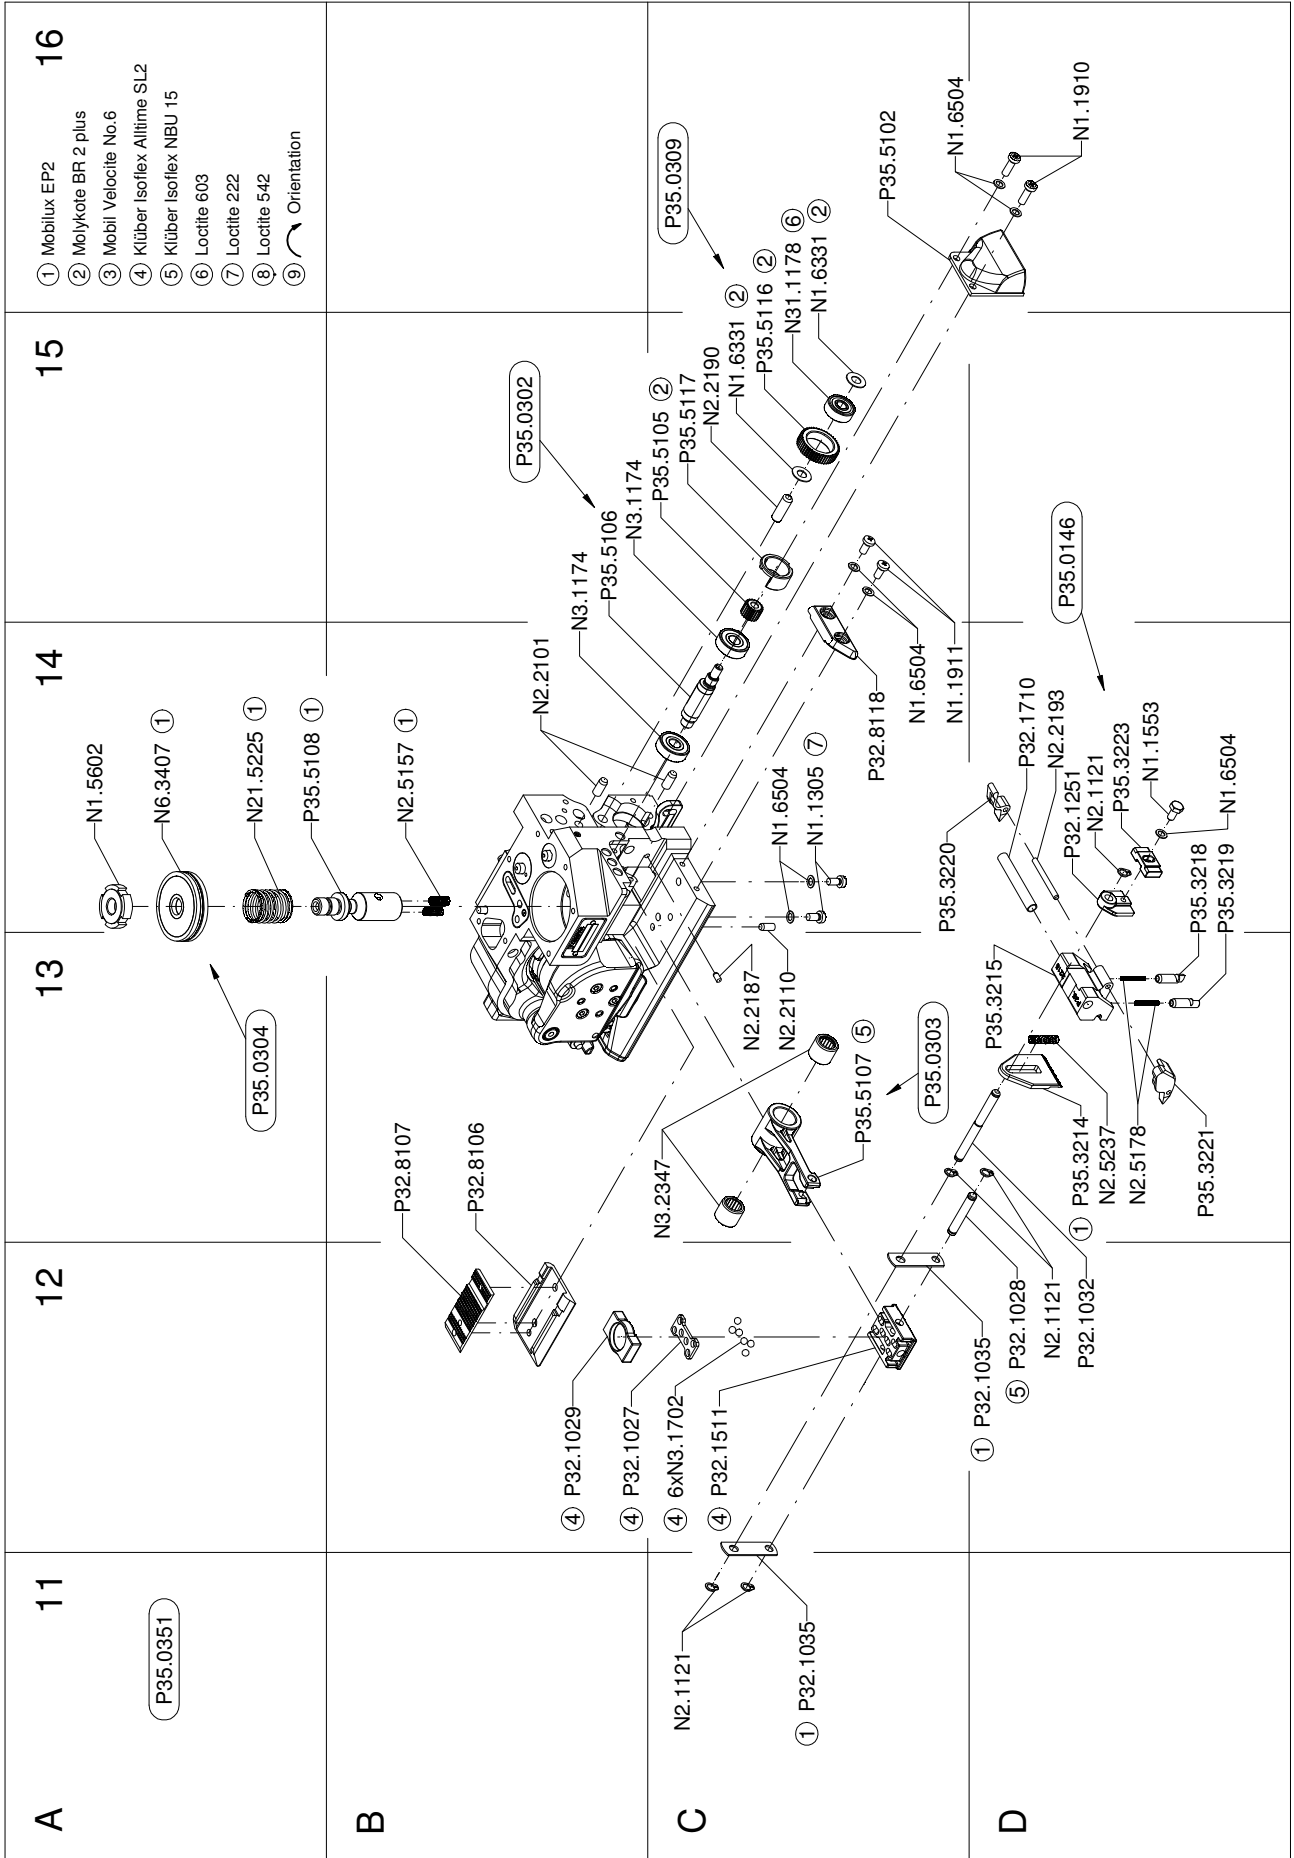 A
B
C
D
11
12
13
14
15
16
P35.0351
① Mobilux EP2
② Molykote BR 2 plus
③ Mobil Velocite No.6
④ Klüber Isoflex Alltime SL2
⑤ Klüber Isoflex NBU 15
⑥ Loctite 603
⑦ Loctite 222
⑧ Loctite 542
⑨ Orientation
N1.5602
N6.3407 ①
N21.5225 ①
P35.5108 ①
N2.5157 ①
P35.0304
P32.8107
P32.8106
④ P32.1029
④ P32.1027
④ 6xN3.1702
④ P32.1511
N2.1121
① P32.1035
N3.2347
P35.5107 ⑤
P35.0303
N2.2187
N2.2110
N1.6504
N1.1305 ⑦
N2.2101
N3.1174
P35.5106
N3.1174
P35.5105 ②
P35.5117
N2.2190
N1.6331 ②
P35.5116 ②
N31.1178 ⑥
N1.6331 ②
P35.0302
P35.0309
P35.5102
N1.6504
N1.1910
P32.8118
N1.6504
N1.1911
P35.0146
P35.3220
P32.1710
N2.2193
P32.1251
N2.1121
P35.3223
N1.1553
N1.6504
P35.3218
P35.3219
P35.3215
① P35.3214
N2.5237
N2.5178
P35.3221
① P32.1035
⑤ P32.1028
N2.1121
P32.1032